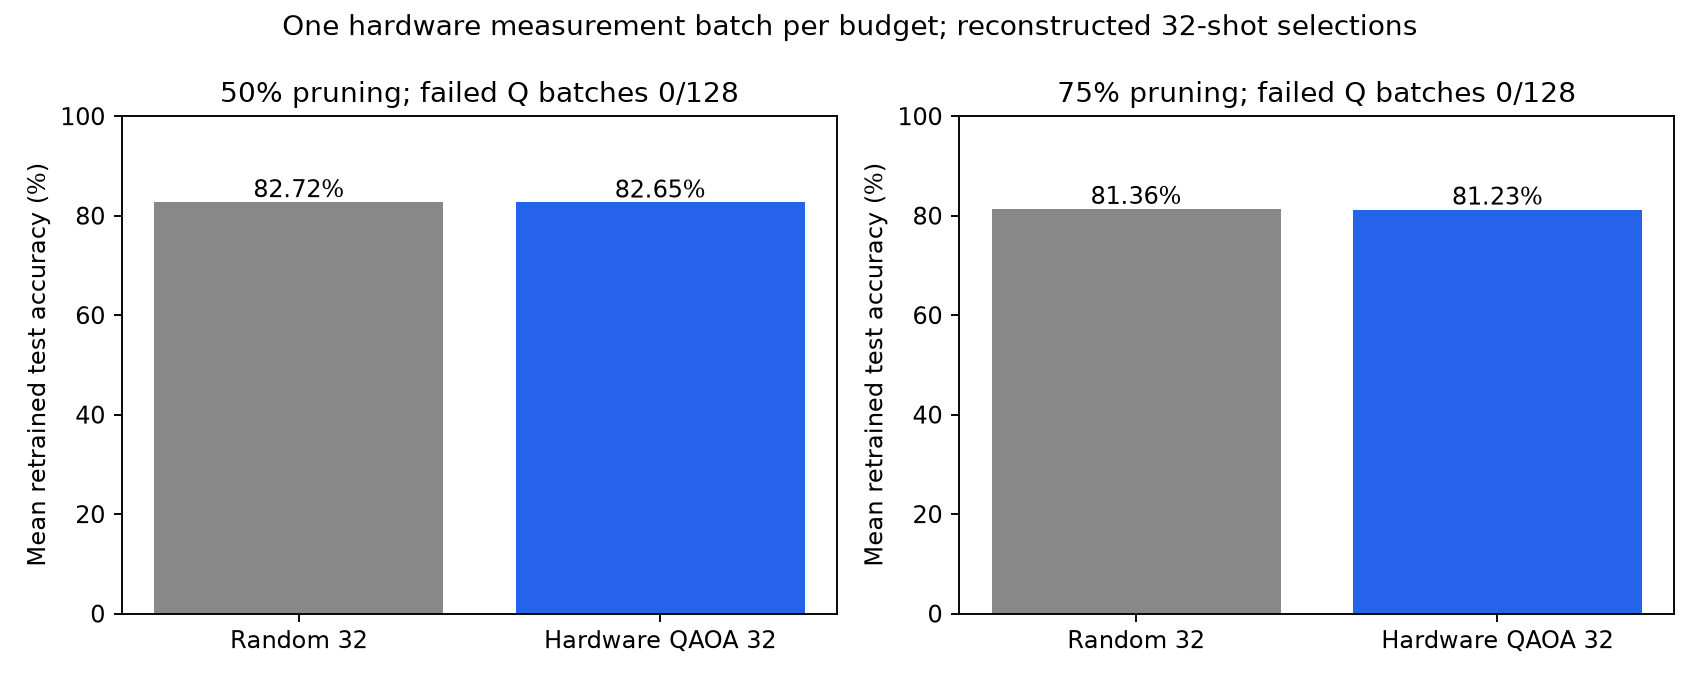 One hardware measurement batch per budget; reconstructed 32-shot selections
50% pruning; failed Q batches 0/128
Mean retrained test accuracy (%)
100
80
60
40
20
0
82.72%
82.65%
Random 32
Hardware QAOA 32
75% pruning; failed Q batches 0/128
Mean retrained test accuracy (%)
100
80
60
40
20
0
81.36%
81.23%
Random 32
Hardware QAOA 32